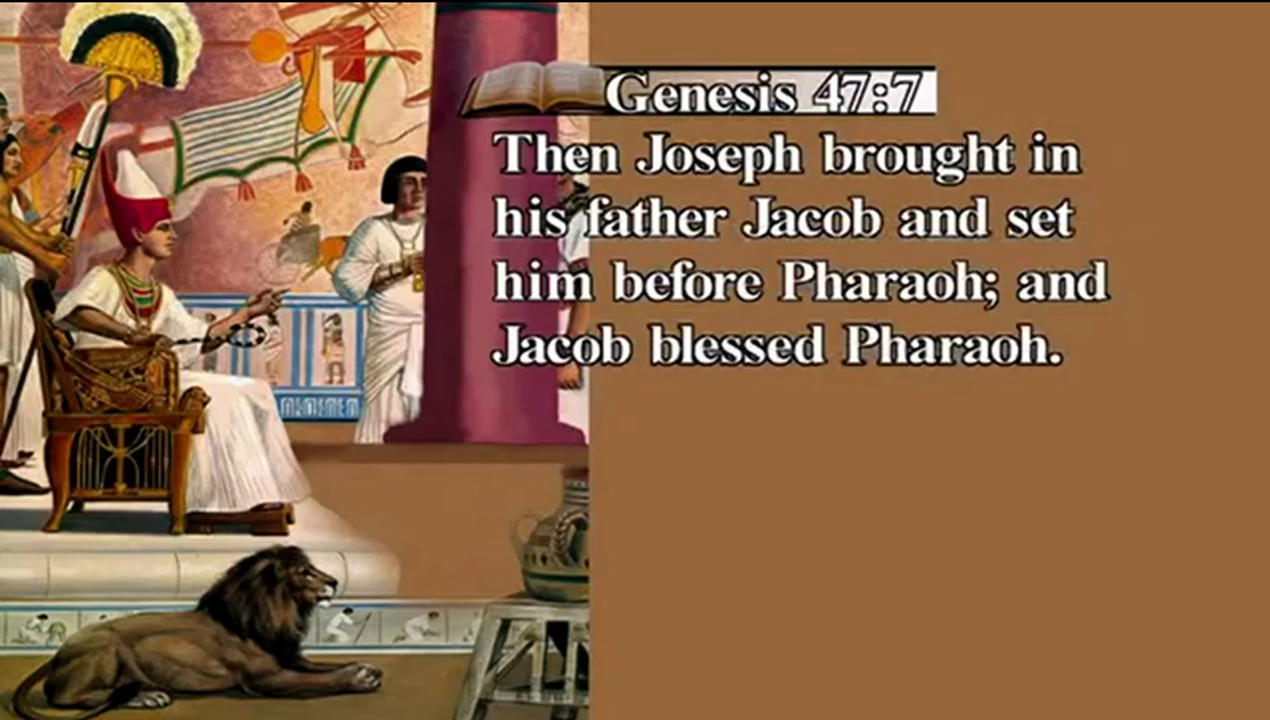 Genesis 47:7
Then Joseph brought in
his father Jacob and set
him before Pharaoh; and
Jacob blessed Pharaoh.